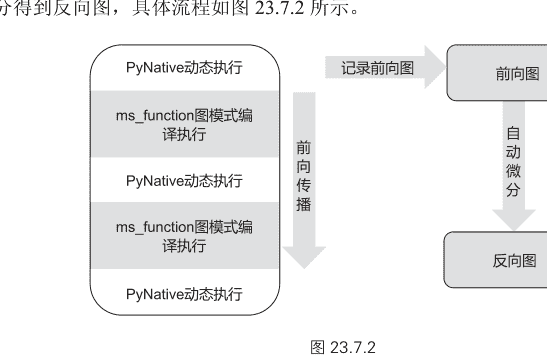 分得到反向图，具体流程如图 23.7.2 所示。
PyNative动态执行
ms_function图模式编
译执行
PyNative动态执行
ms_function图模式编
译执行
PyNative动态执行
前
向
传
播
记录前向图
前向图
自
动
微
分
反向图
图 23.7.2